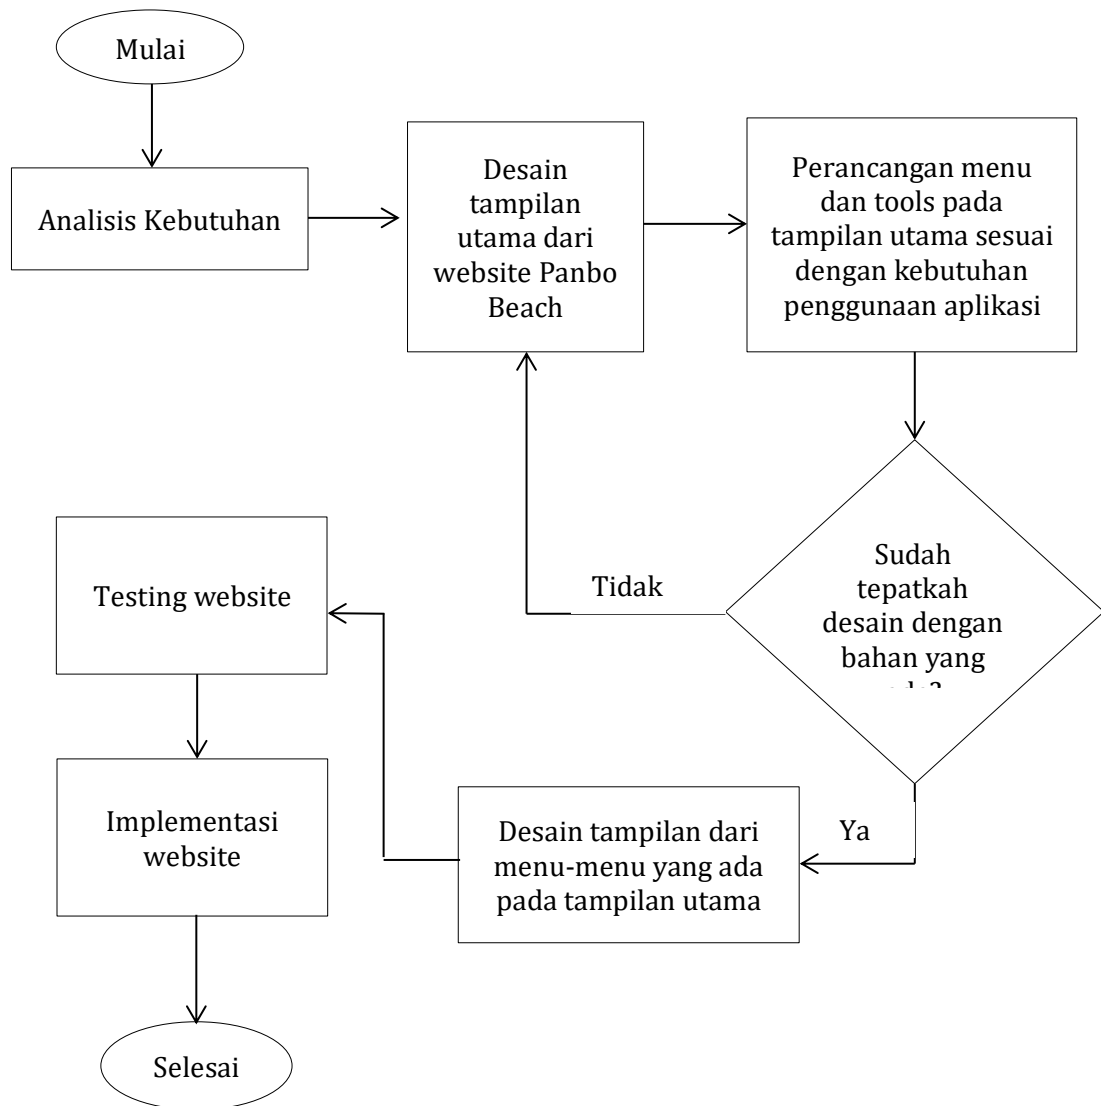 Mulai
Analisis Kebutuhan
Desain
tampilan
utama dari
website Panbo
Beach
Perancangan menu
dan tools pada
tampilan utama sesuai
dengan kebutuhan
penggunaan aplikasi
Sudah
tepatkah
desain dengan
bahan yang
Tidak
Ya
Desain tampilan dari
menu-menu yang ada
pada tampilan utama
Testing website
Implementasi
website
Selesai